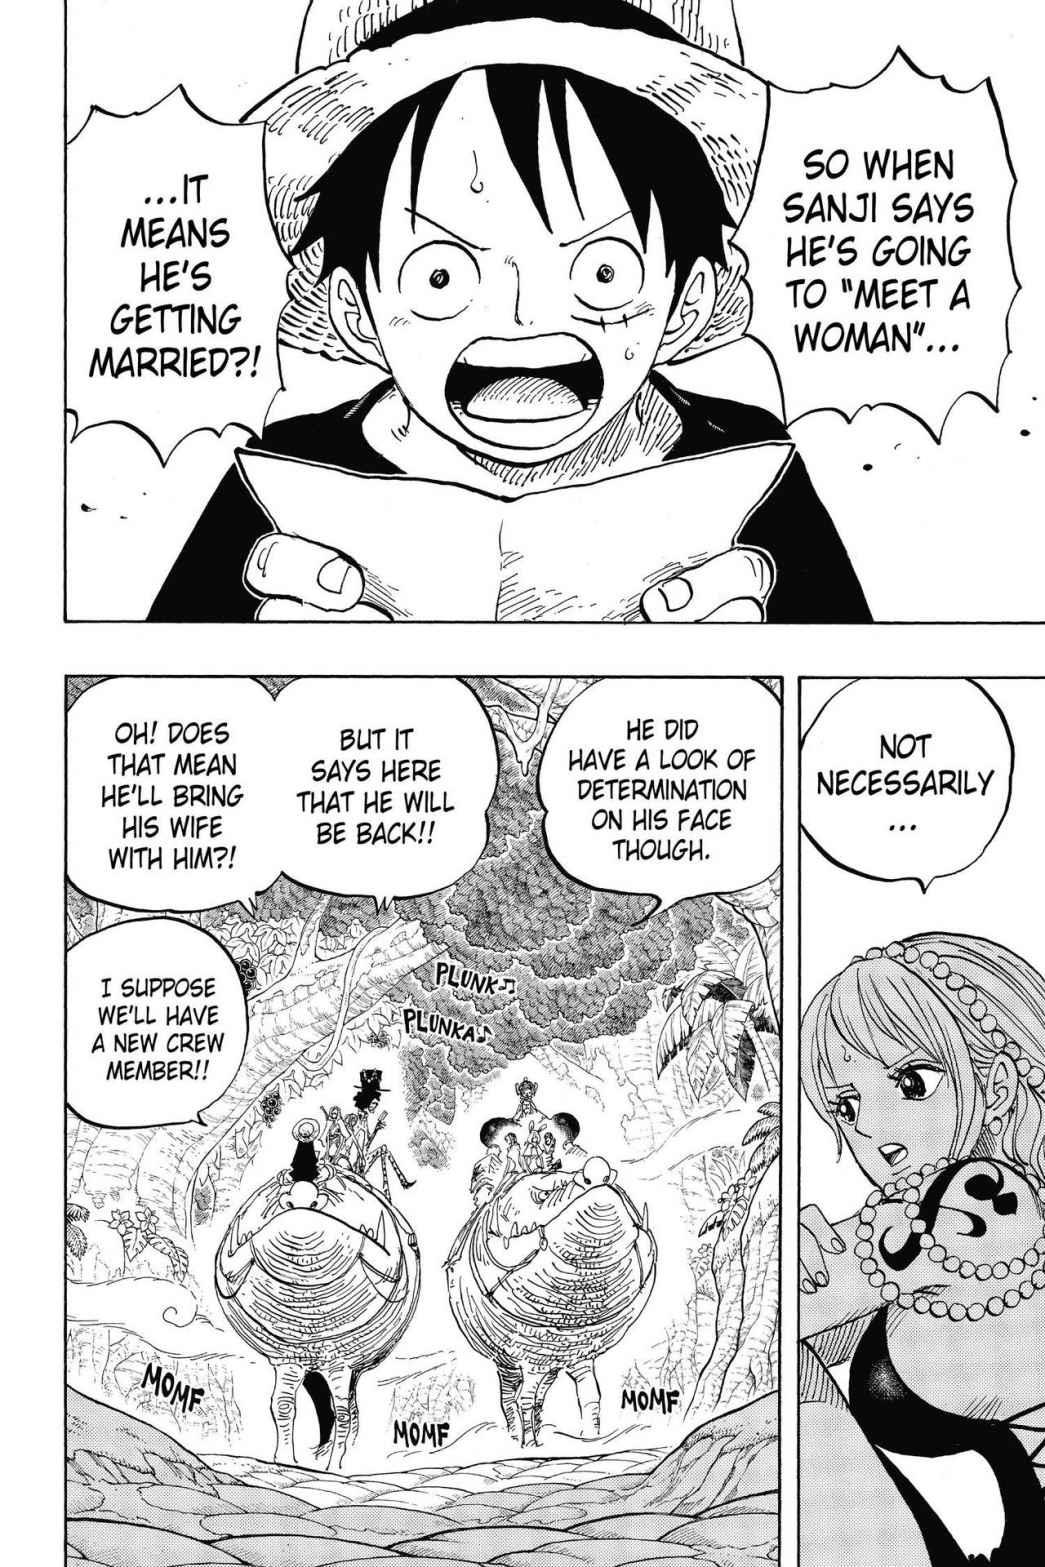 SO WHEN
SANJI SAYS
HE'S GOING
TO "MEET A
WOMAN"...
...IT
MEANS
HE'S
GETTING
MARRIED?!
NOT
NECESSARILY
...
HE DID
HAVE A LOOK OF
DETERMINATION
ON HIS FACE
THOUGH.
BUT IT
SAYS HERE
THAT HE WILL
BE BACK!!
OH! DOES
THAT MEAN
HE'LL BRING
HIS WIFE
WITH HIM?!
I SUPPOSE
WE'LL HAVE
A NEW CREW
MEMBER!!
PLUNK♫
PLUNKA♪
MOMF
MOMF
MOMF